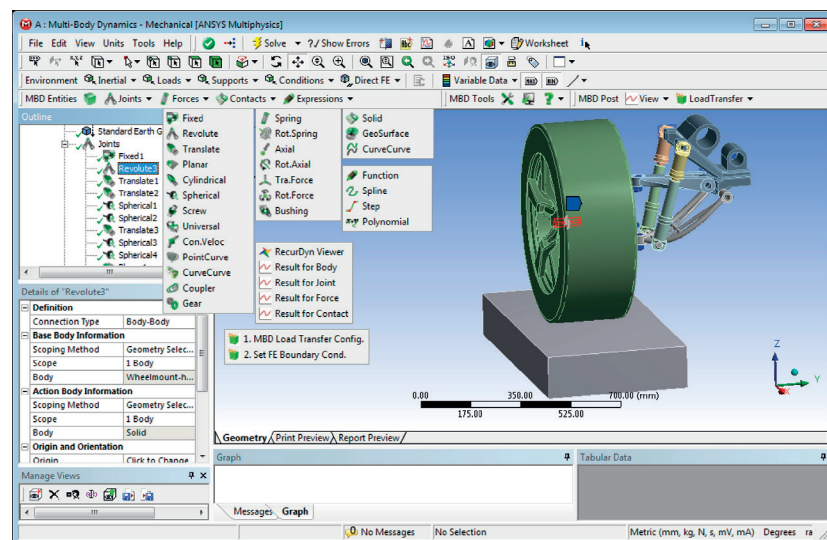 A : Multi-Body Dynamics - Mechanical [ANSYS Multiphysics]
File Edit View Units Tools Help Solve ?/ Show Errors Worksheet
Environment Inertial Loads Supports Conditions Direct FE Variable Data
MBD Entities Joints Forces Contacts Expressions MBD Tools ? MBD Post View LoadTransfer
Outline
Standard Earth G
Joints
Fixed1
Revolute3
Translate1
Translate2
Spherical1
Spherical2
Translate3
Spherical3
Spherical4
Fixed
Revolute
Translate
Planar
Cylindrical
Spherical
Screw
Universal
Con.Veloc
PointCurve
CurveCurve
Coupler
Gear
Spring
Rot.Spring
Axial
Rot.Axial
Tra.Force
Rot.Force
Bushing
Solid
GeoSurface
CurveCurve
Function
Spline
Step
Polynomial
RecurDyn Viewer
Result for Body
Result for Joint
Result for Force
Result for Contact
1. MBD Load Transfer Config.
2. Set FE Boundary Cond.
Details of "Revolute3"
Definition
Connection Type Body-Body
Base Body Information
Scoping Method Geometry Selec...
Scope 1 Body
Body Wheelmount-h...
Action Body Information
Scoping Method Geometry Selec...
Scope 1 Body
Body Solid
Origin and Orientation
Origin Click to Change
Z
Y
X
0.00 350.00 700.00 (mm)
175.00 525.00
Geometry Print Preview Report Preview
Manage Views
Graph
Tabular Data
Messages Graph
No Messages No Selection Metric (mm, kg, N, s, mV, mA) Degrees ra